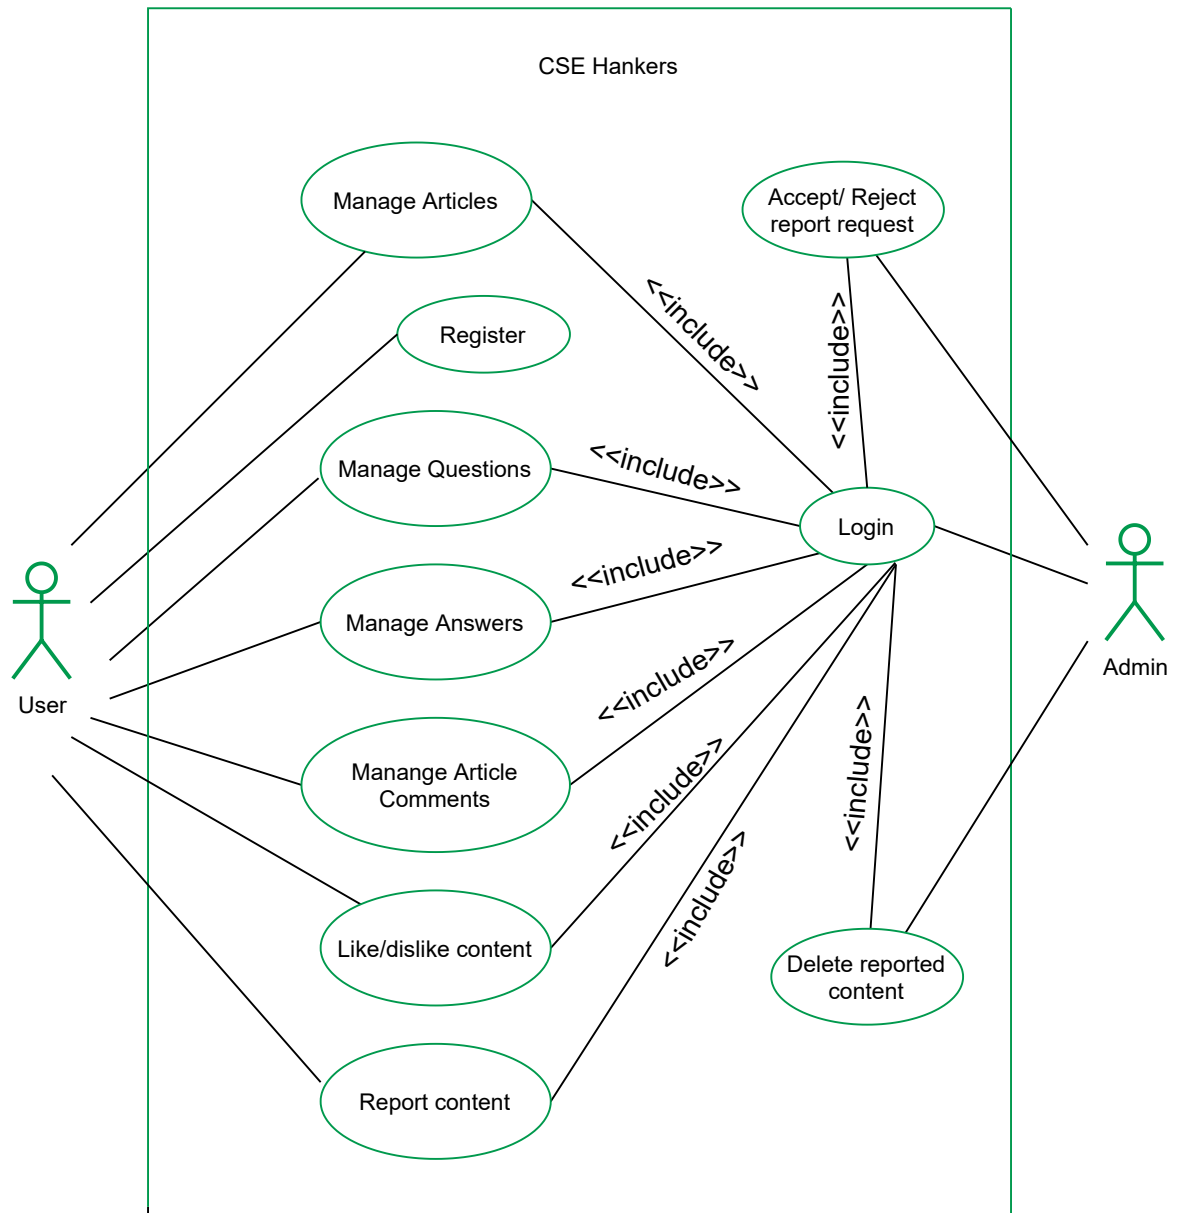 CSE Hankers
Manage Articles
Accept/ Reject
report request
<<include>>
<<include>>
Register
Manage Questions
<<include>>
Login
<<include>>
Manage Answers
User
Admin
<<include>>
Manange Article
Comments
<<include>>
<<include>>
<<include>>
Like/dislike content
Delete reported
content
Report content